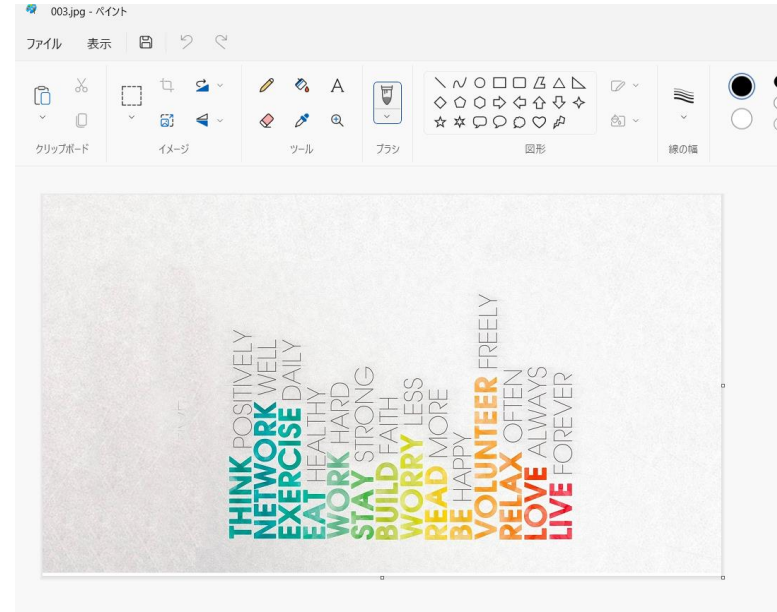 003.jpg - ペイント
ファイル 表示
クリップボード
イメージ
ツール
ブラシ
図形
線の幅
THINK POSITIVELY
NETWORK WELL
EXERCISE DAILY
EAT HEALTHY
WORK HARD
STAY STRONG
BUILD FAITH
WORRY LESS
READ MORE
BE HAPPY
VOLUNTEER FREELY
RELAX OFTEN
LOVE ALWAYS
LIVE FOREVER